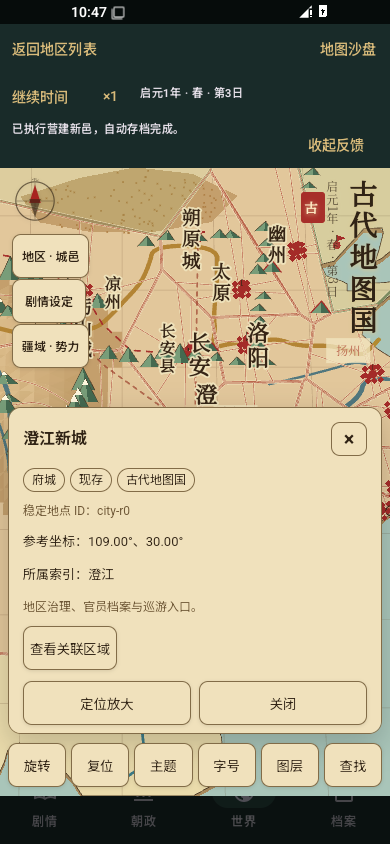 10:47
返回地区列表
地图沙盘
继续时间
×1
启元1年 · 春 · 第3日
已执行营建新邑，自动存档完成。
收起反馈
古代地图国
启元1年 · 春 · 第3日
古
朔原城
幽州
太原
凉州
地区 · 城邑
剧情设定
疆域 · 势力
长安县
长安
洛阳
扬州
澄
澄江新城
×
府城
现存
古代地图国
稳定地点 ID：city-r0
参考坐标：109.00°、30.00°
所属索引：澄江
地区治理、官员档案与巡游入口。
查看关联区域
定位放大
关闭
旋转
复位
主题
字号
图层
查找
剧情
朝政
世界
档案